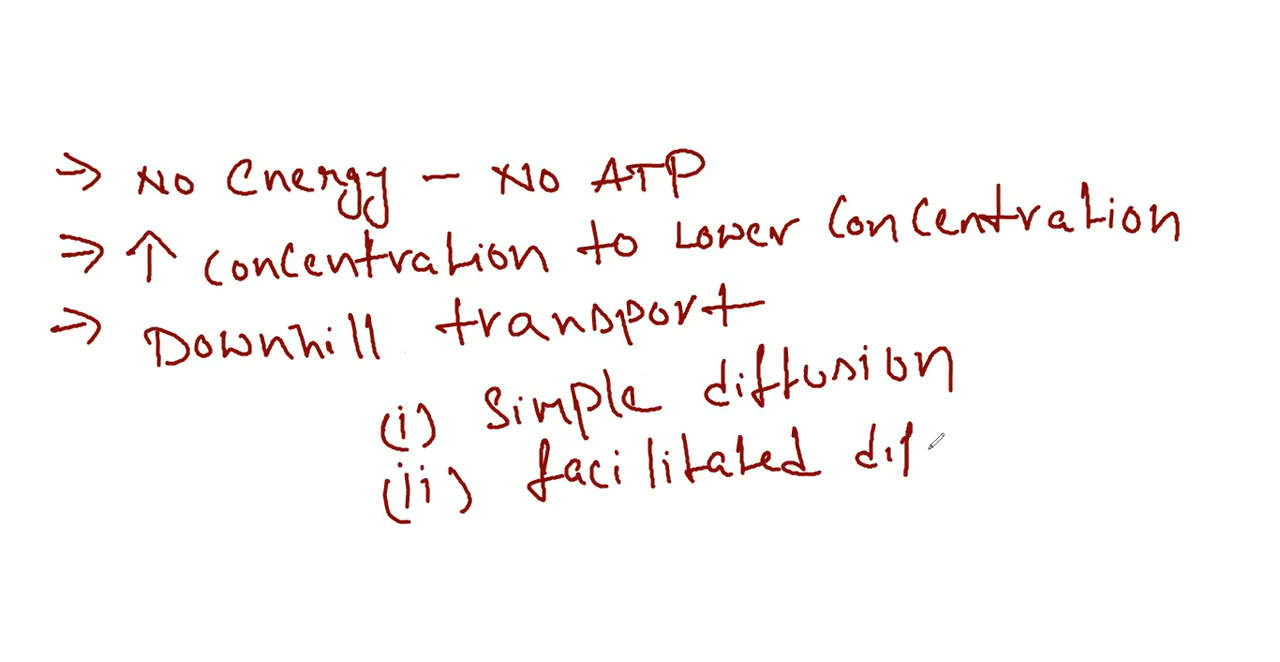 → No Energy - No ATP
→ ↑ concentration to Lower concentration
→ Downhill transport
(i) simple diffusion
(ii) facilitated dif